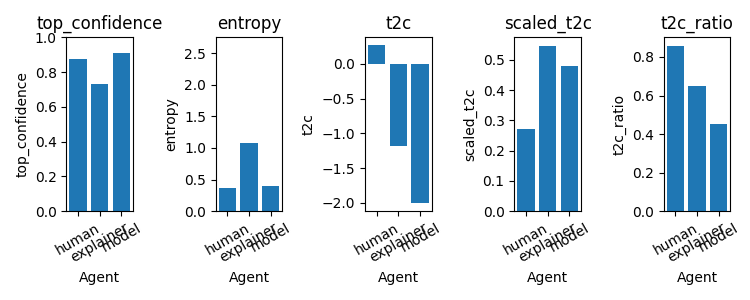 top_confidence
top_confidence
1.0
0.8
0.6
0.4
0.2
0.0
human
explainer
model
Agent
entropy
entropy
2.5
2.0
1.5
1.0
0.5
0.0
human
explainer
model
Agent
t2c
t2c
0.0
−0.5
−1.0
−1.5
−2.0
human
explainer
model
Agent
scaled_t2c
scaled_t2c
0.5
0.4
0.3
0.2
0.1
0.0
human
explainer
model
Agent
t2c_ratio
t2c_ratio
0.8
0.6
0.4
0.2
0.0
human
explainer
model
Agent